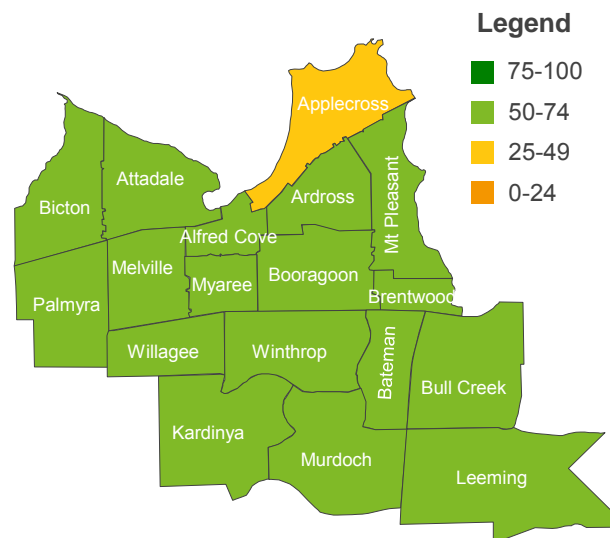 Legend
75-100
50-74
25-49
0-24
Applecross
Attadale
Bicton
Ardross
Mt Pleasant
Alfred Cove
Melville
Myaree
Booragoon
Brentwood
Palmyra
Willagee
Winthrop
Bateman
Bull Creek
Kardinya
Murdoch
Leeming